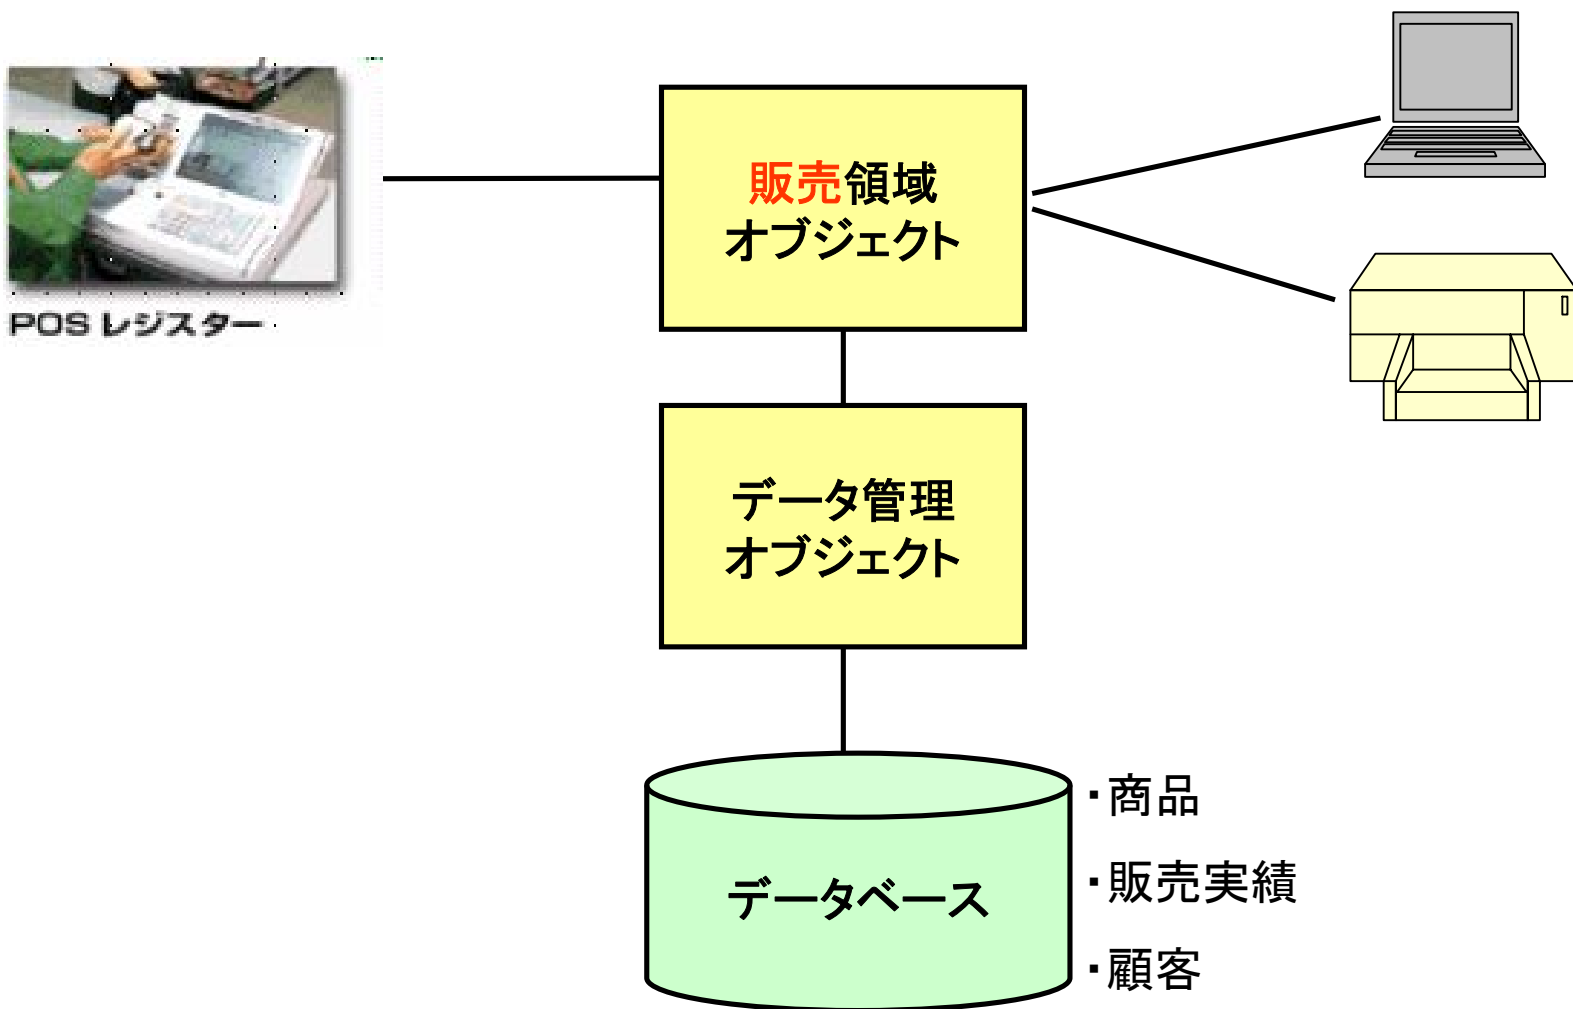 販売領域
オブジェクト
POS レジスター
データ管理
オブジェクト
データベース
・商品
・販売実績
・顧客